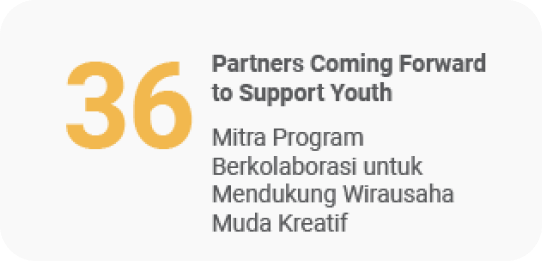 36
Partners Coming Forward
to Support Youth
Mitra Program
Berkolaborasi untuk
Mendukung Wirausaha
Muda Kreatif